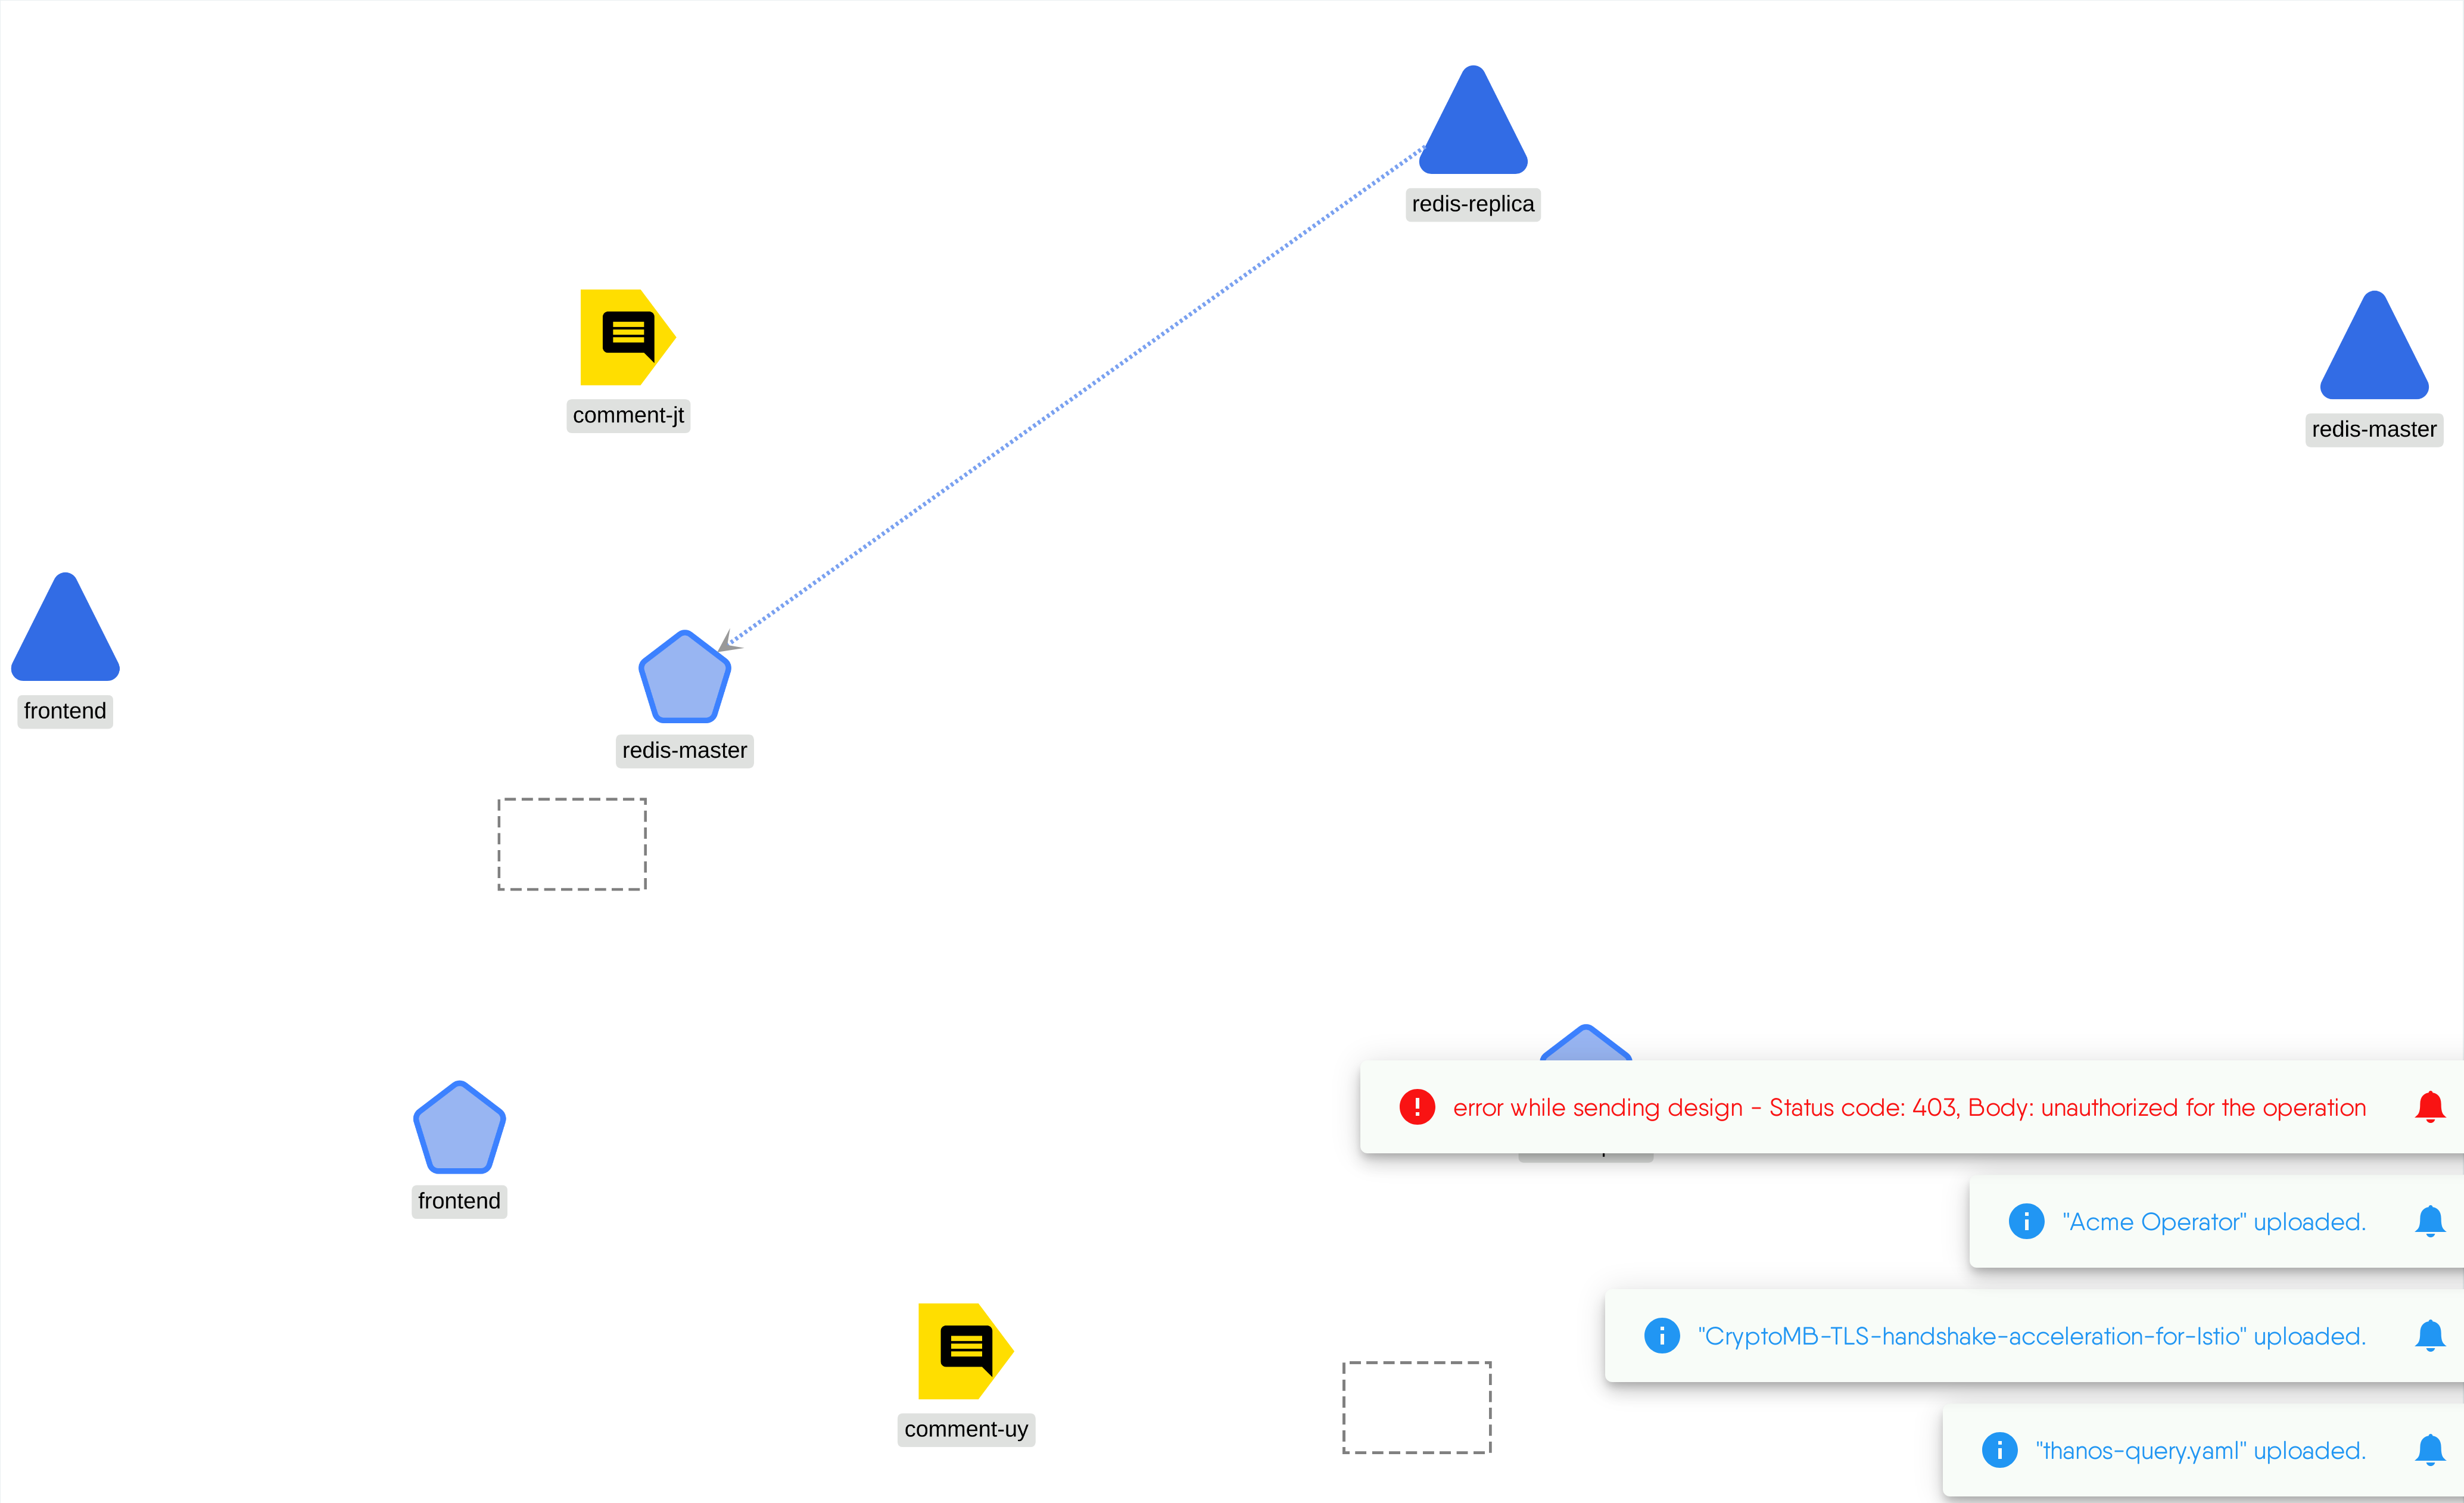 redis-replica
comment-jt
redis-master
frontend
redis-master
error while sending design - Status code: 403, Body: unauthorized for the operation
frontend
"Acme Operator" uploaded.
"CryptoMB-TLS-handshake-acceleration-for-Istio" uploaded.
comment-uy
"thanos-query.yaml" uploaded.